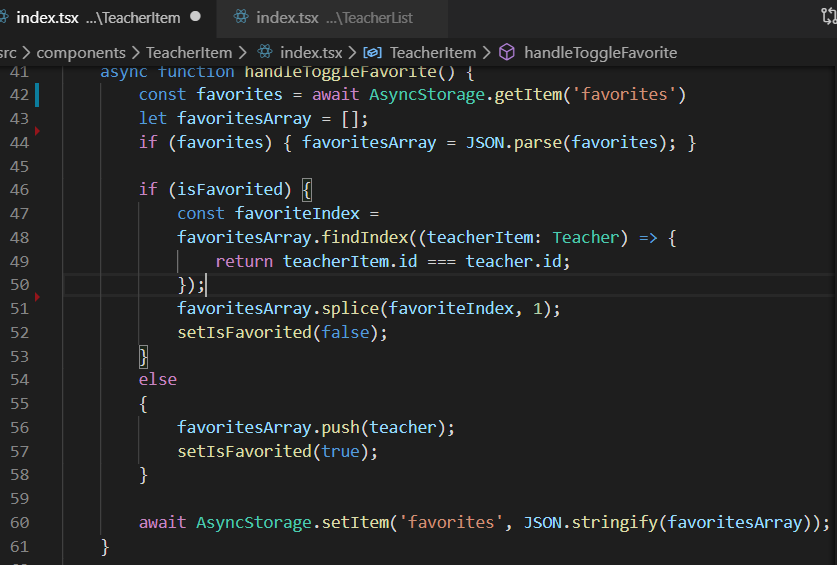 index.tsx ...\TeacherItem index.tsx ...\TeacherList
src > components > TeacherItem > index.tsx > TeacherItem > handleToggleFavorite
41 async function handleToggleFavorite() {
42 const favorites = await AsyncStorage.getItem('favorites')
43 let favoritesArray = [];
44 if (favorites) { favoritesArray = JSON.parse(favorites); }
45
46 if (isFavorited) {
47 const favoriteIndex =
48 favoritesArray.findIndex((teacherItem: Teacher) => {
49 return teacherItem.id === teacher.id;
50 });
51 favoritesArray.splice(favoriteIndex, 1);
52 setIsFavorited(false);
53 }
54 else
55 {
56 favoritesArray.push(teacher);
57 setIsFavorited(true);
58 }
59
60 await AsyncStorage.setItem('favorites', JSON.stringify(favoritesArray));
61 }